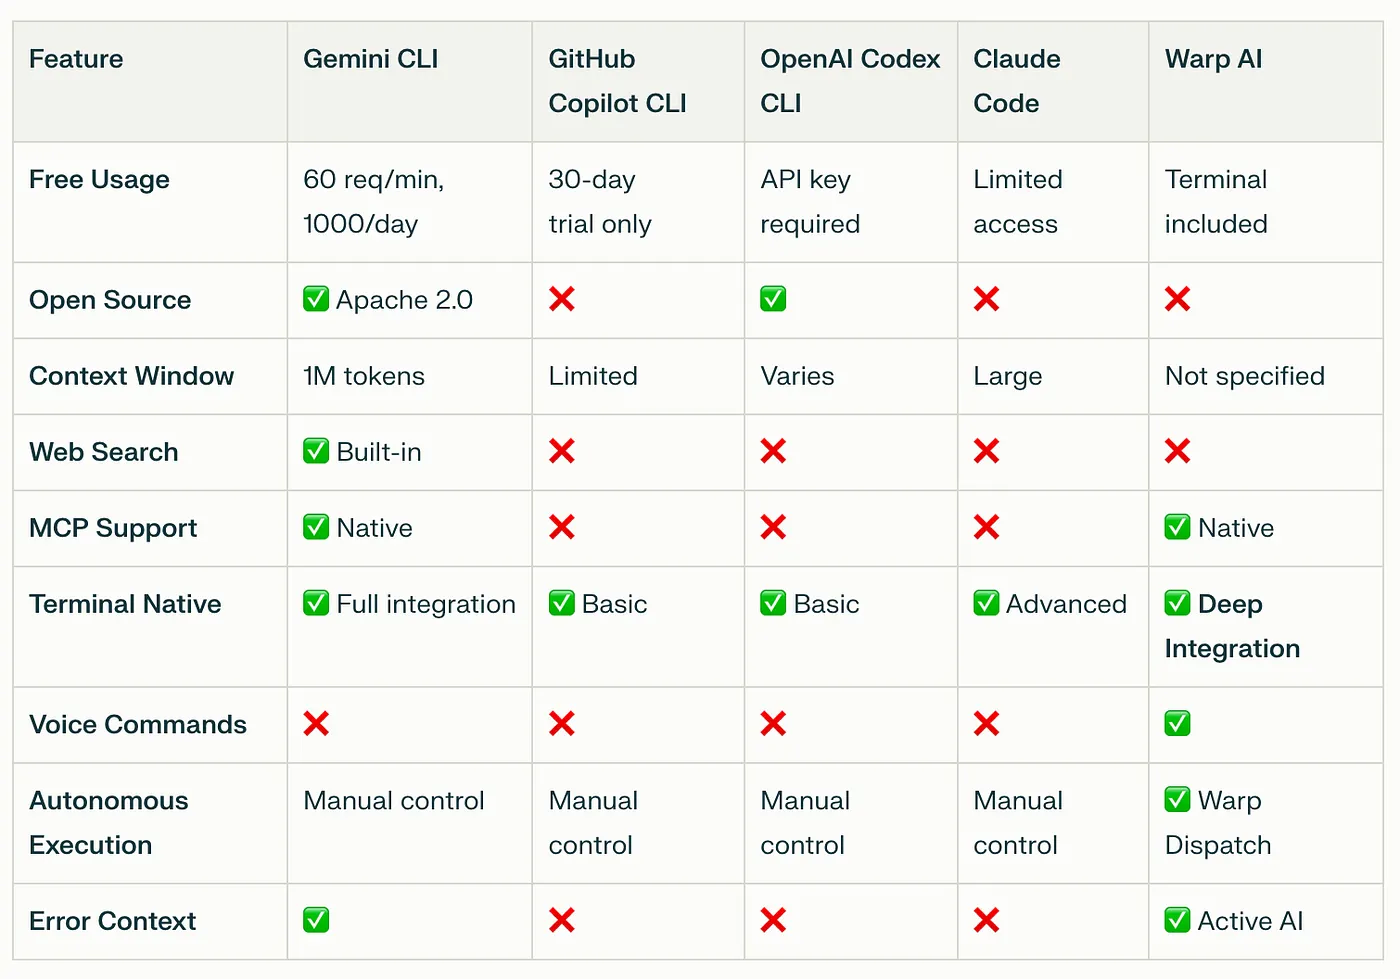 Feature Gemini CLI GitHub Copilot CLI OpenAI Codex CLI Claude Code Warp AI
Free Usage 60 req/min, 1000/day 30-day trial only API key required Limited access Terminal included
Open Source ✅ Apache 2.0 ❌ ✅ ❌ ❌
Context Window 1M tokens Limited Varies Large Not specified
Web Search ✅ Built-in ❌ ❌ ❌ ❌
MCP Support ✅ Native ❌ ❌ ❌ ✅ Native
Terminal Native ✅ Full integration ✅ Basic ✅ Basic ✅ Advanced ✅ Deep Integration
Voice Commands ❌ ❌ ❌ ❌ ✅
Autonomous Execution Manual control Manual control Manual control Manual control ✅ Warp Dispatch
Error Context ✅ ❌ ❌ ❌ ✅ Active AI